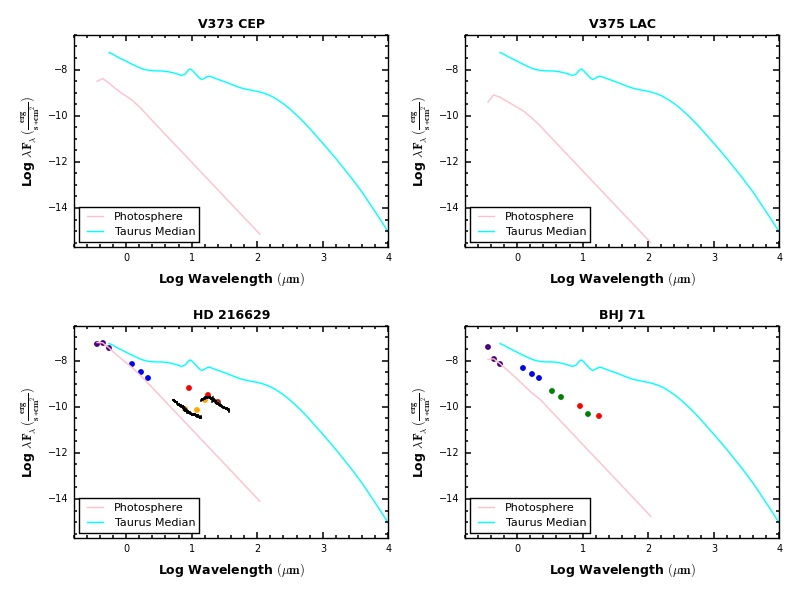 V373 CEP
V375 LAC
Log λF_λ (erg / s*cm²)
−8
−10
−12
−14
Photosphere
Taurus Median
0 1 2 3 4
Log Wavelength (μm)
Log λF_λ (erg / s*cm²)
−8
−10
−12
−14
Photosphere
Taurus Median
0 1 2 3 4
Log Wavelength (μm)
HD 216629
BHJ 71
Log λF_λ (erg / s*cm²)
−8
−10
−12
−14
Photosphere
Taurus Median
0 1 2 3 4
Log Wavelength (μm)
Log λF_λ (erg / s*cm²)
−8
−10
−12
−14
Photosphere
Taurus Median
0 1 2 3 4
Log Wavelength (μm)